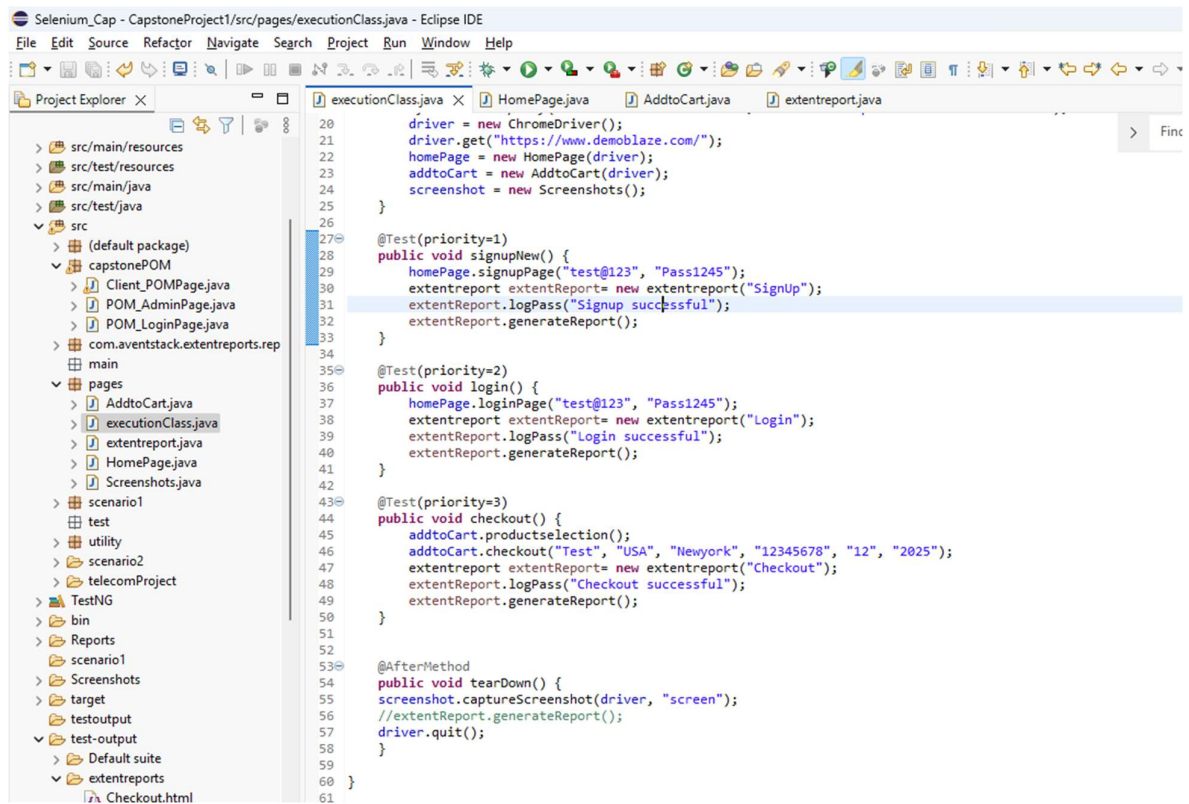 Selenium_Cap - CapstoneProject1/src/pages/executionClass.java - Eclipse IDE
File Edit Source Refactor Navigate Search Project Run Window Help
Project Explorer
executionClass.java HomePage.java AddtoCart.java extentreport.java
Find
src/main/resources
src/test/resources
src/main/java
src/test/java
src
(default package)
capstonePOM
Client_POMPage.java
POM_AdminPage.java
POM_LoginPage.java
com.aventstack.extentreports.rep
main
pages
AddtoCart.java
executionClass.java
extentreport.java
HomePage.java
Screenshots.java
scenario1
test
utility
scenario2
telecomProject
TestNG
bin
Reports
scenario1
Screenshots
target
testoutput
test-output
Default suite
extentreports
Checkout.html
20 driver = new ChromeDriver();
21 driver.get("https://www.demoblaze.com/");
22 homePage = new HomePage(driver);
23 addtoCart = new AddtoCart(driver);
24 screenshot = new Screenshots();
25 }
26
27 @Test(priority=1)
28 public void signupNew() {
29 homePage.signupPage("test@123", "Pass1245");
30 extentreport extentReport= new extentreport("SignUp");
31 extentReport.logPass("Signup successful");
32 extentReport.generateReport();
33 }
34
35 @Test(priority=2)
36 public void login() {
37 homePage.loginPage("test@123", "Pass1245");
38 extentreport extentReport= new extentreport("Login");
39 extentReport.logPass("Login successful");
40 extentReport.generateReport();
41 }
42
43 @Test(priority=3)
44 public void checkout() {
45 addtoCart.productselection();
46 addtoCart.checkout("Test", "USA", "Newyork", "12345678", "12", "2025");
47 extentreport extentReport= new extentreport("Checkout");
48 extentReport.logPass("Checkout successful");
49 extentReport.generateReport();
50 }
51
52
53 @AfterMethod
54 public void tearDown() {
55 screenshot.captureScreenshot(driver, "screen");
56 //extentReport.generateReport();
57 driver.quit();
58 }
59
60 }
61